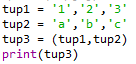 tup1 = '1','2','3'
tup2 = 'a','b','c'
tup3 = (tup1,tup2)
print(tup3)